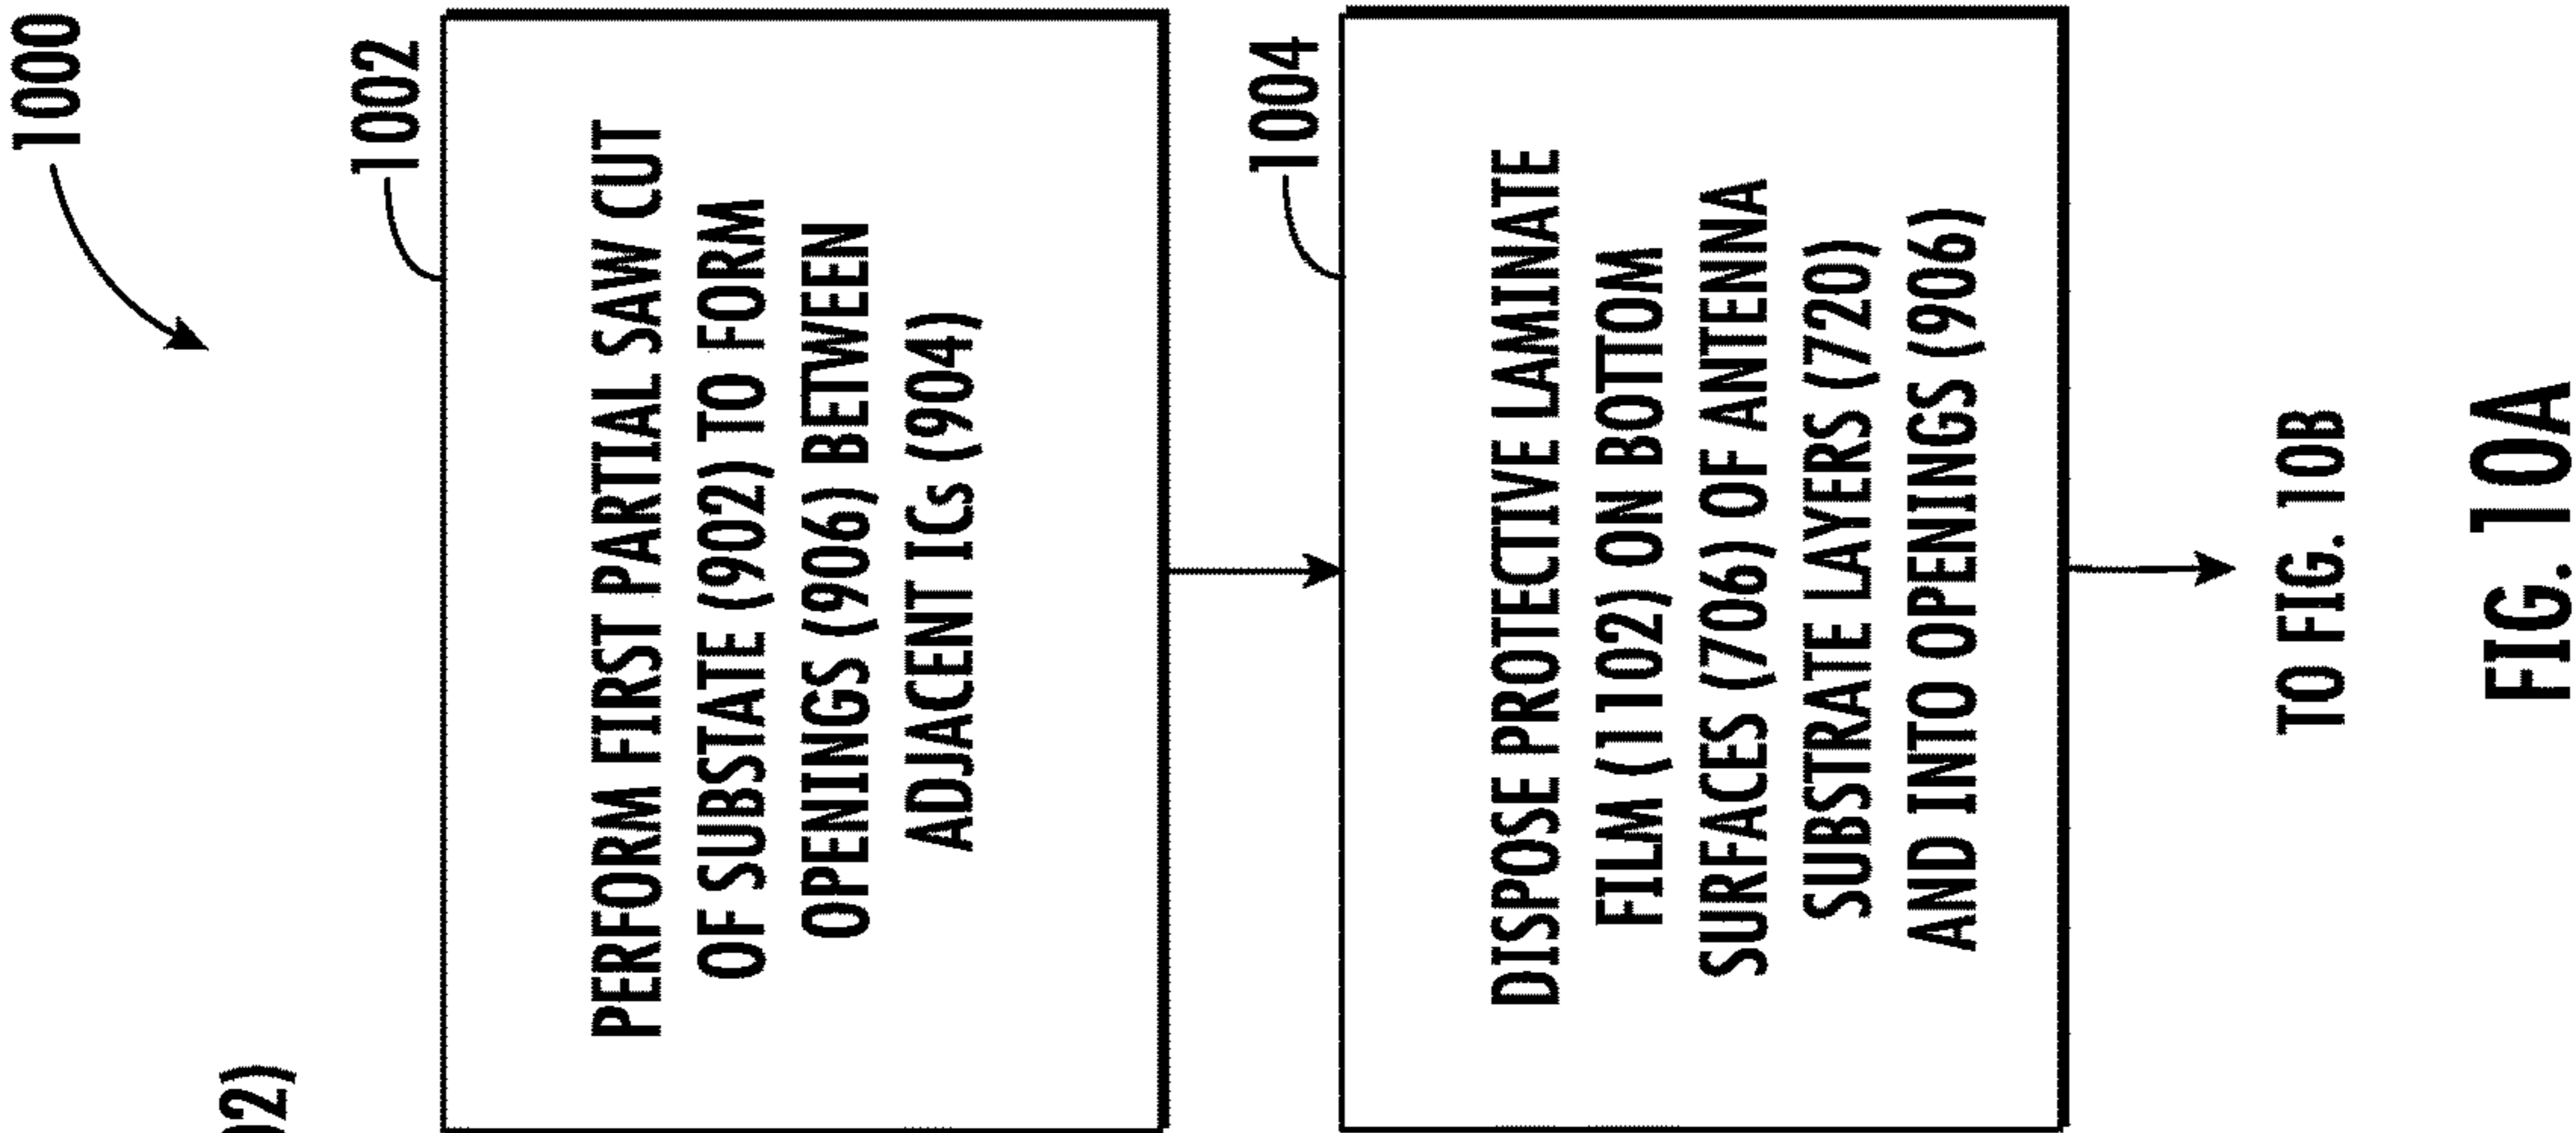 1000
1002
PERFORM FIRST PARTIAL SAW CUT
OF SUBSTATE (902) TO FORM
OPENINGS (906) BETWEEN
ADJACENT ICs (904)
1004
DISPOSE PROTECTIVE LAMINATE
FILM (1102) ON BOTTOM
SURFACES (706) OF ANTENNA
SUBSTRATE LAYERS (720)
AND INTO OPENINGS (906)
TO FIG. 10B
FIG. 10A